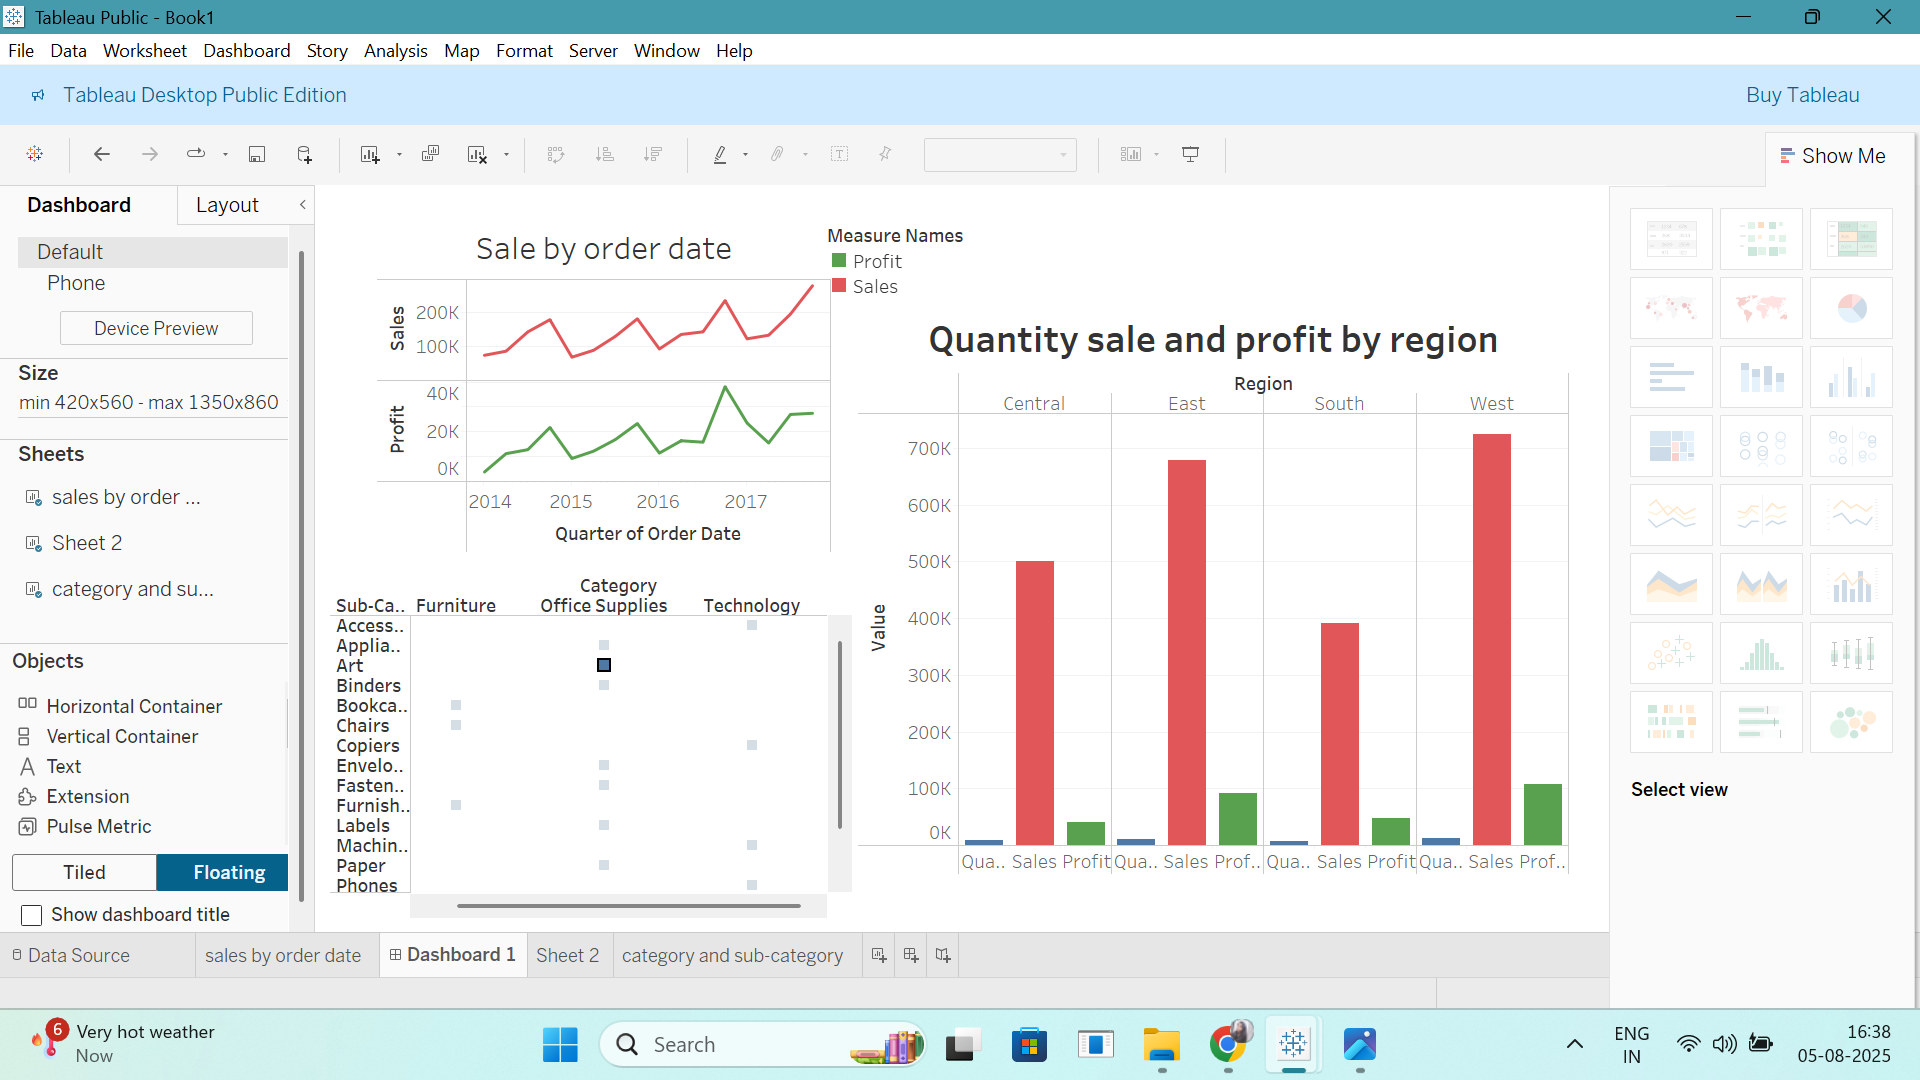 Tableau Public - Book1
File Data Worksheet Dashboard Story Analysis Map Format Server Window Help
Tableau Desktop Public Edition
Buy Tableau
Show Me
Dashboard
Layout
Default
Phone
Device Preview
Size
min 420x560 - max 1350x860
Sheets
sales by order ...
Sheet 2
category and su...
Objects
Horizontal Container
Vertical Container
Text
Extension
Pulse Metric
Tiled
Floating
Show dashboard title
Sale by order date
Sales
200K
100K
Profit
40K
20K
0K
2014 2015 2016 2017
Quarter of Order Date
Measure Names
Profit
Sales
Category
Sub-Ca.. Furniture Office Supplies Technology
Access..
Applia..
Art
Binders
Bookca..
Chairs
Copiers
Envelo..
Fasten..
Furnish..
Labels
Machin..
Paper
Phones
Quantity sale and profit by region
Region
Central East South West
Value
700K
600K
500K
400K
300K
200K
100K
0K
Qua.. Sales Profit Qua.. Sales Prof.. Qua.. Sales Profit Qua.. Sales Prof..
Select view
Data Source
sales by order date
Dashboard 1
Sheet 2
category and sub-category
6
Very hot weather
Now
Search
ENG
IN
16:38
05-08-2025